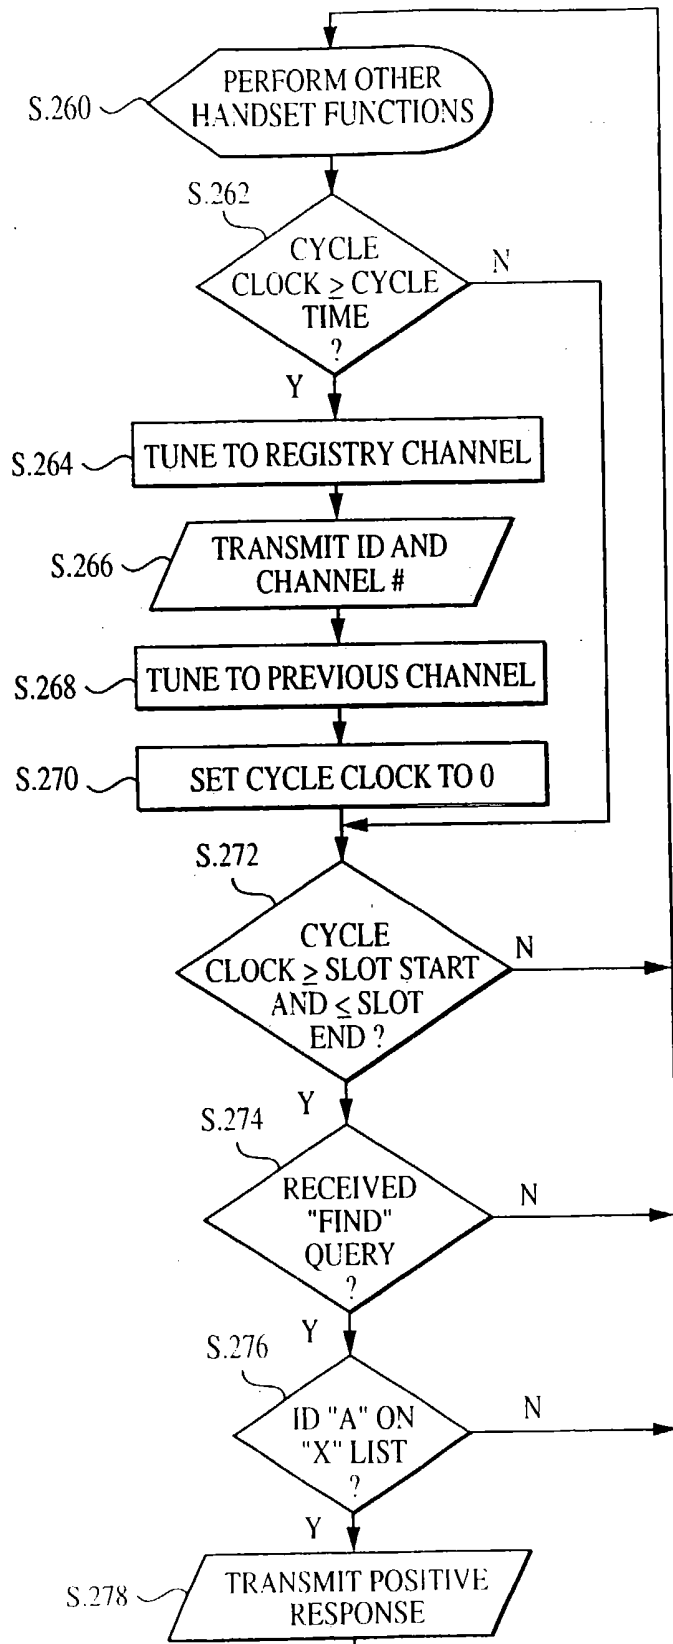 S.260
PERFORM OTHER
HANDSET FUNCTIONS
S.262
CYCLE
CLOCK ≥ CYCLE
TIME
?
N
Y
S.264
TUNE TO REGISTRY CHANNEL
S.266
TRANSMIT ID AND
CHANNEL #
S.268
TUNE TO PREVIOUS CHANNEL
S.270
SET CYCLE CLOCK TO 0
S.272
CYCLE
CLOCK ≥ SLOT START
AND ≤ SLOT
END ?
N
Y
S.274
RECEIVED
"FIND"
QUERY
?
N
Y
S.276
ID "A" ON
"X" LIST
?
N
Y
S.278
TRANSMIT POSITIVE
RESPONSE